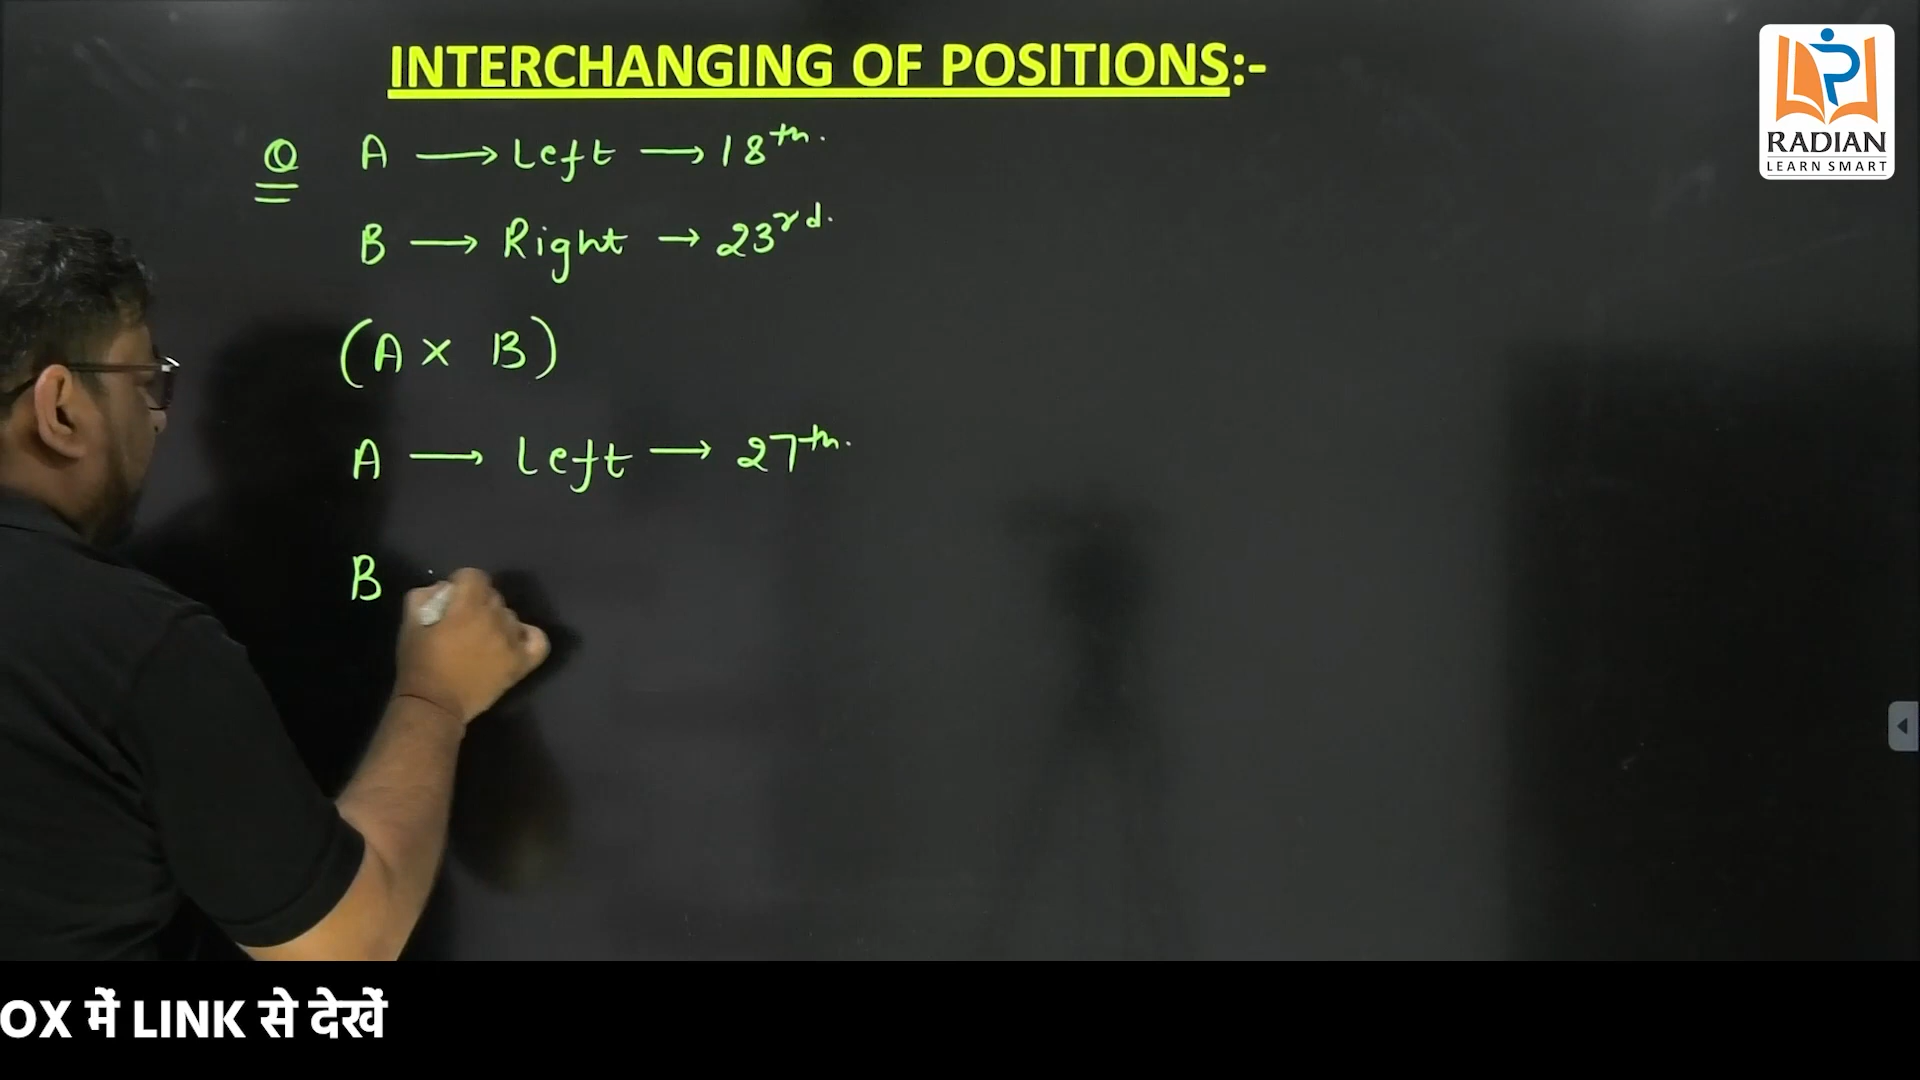 INTERCHANGING OF POSITIONS:-
RADIAN
LEARN SMART
Q A ⟶ Left ⟶ 18th.
B ⟶ Right → 23rd.
(A × B)
A ⟶ Left ⟶ 27th.
B
OX में LINK से देखें